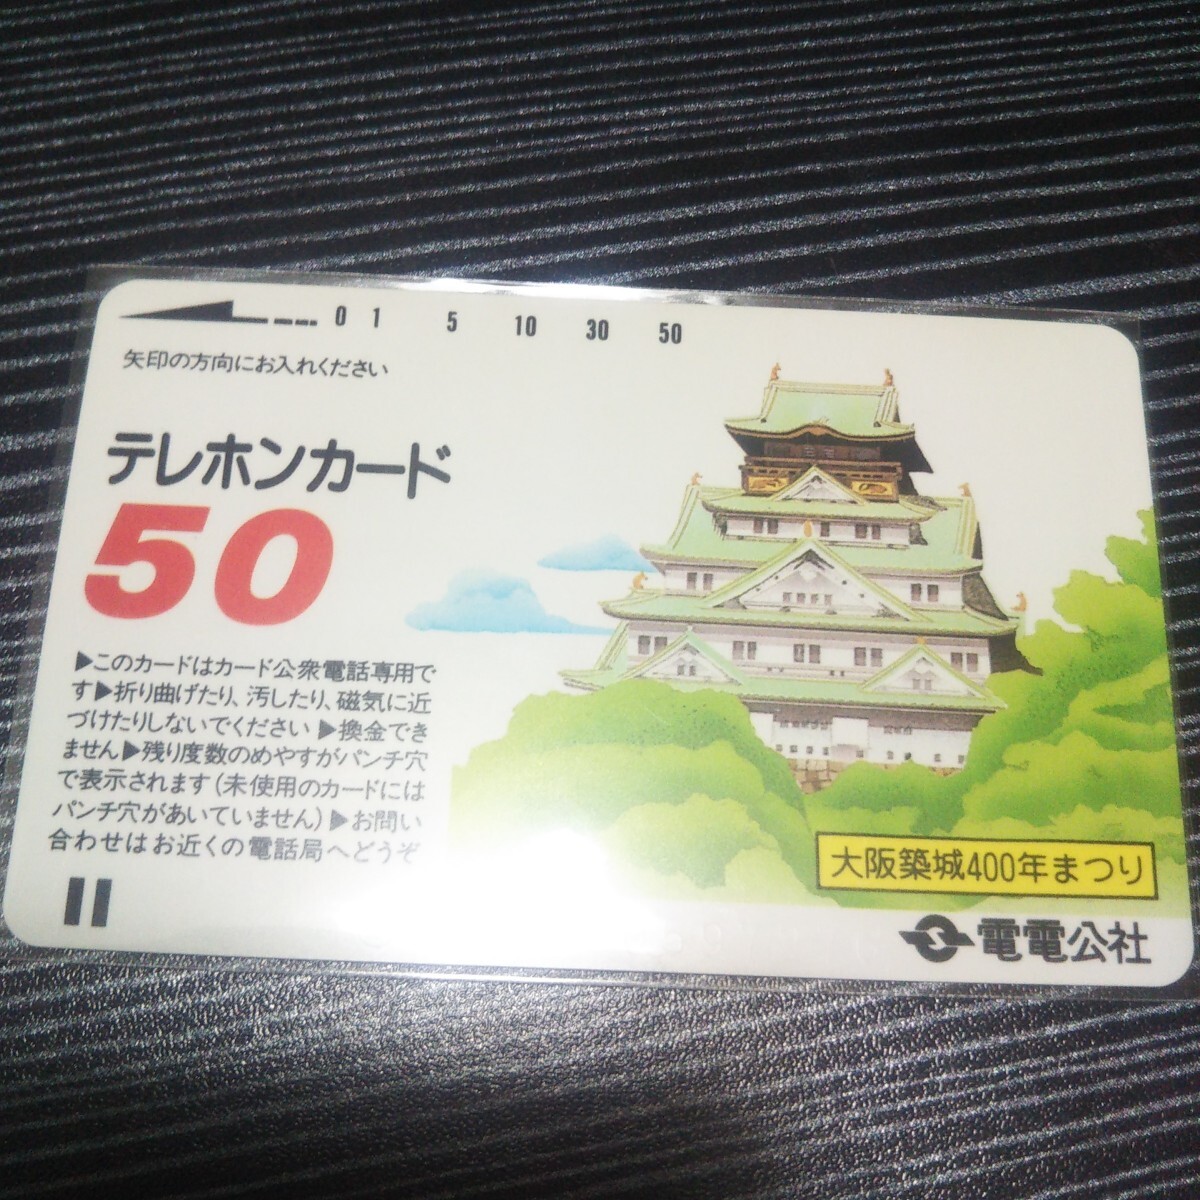 0 1 5 10 30 50
矢印の方向にお入れください
テレホンカード
50
▶このカードはカード公衆電話専用で
す▶折り曲げたり、汚したり、磁気に近
づけたりしないでください▶換金でき
ません▶残り度数のめやすがパンチ穴
で表示されます(未使用のカードには
パンチ穴があいていません)▶お問い
合わせはお近くの電話局へどうぞ
大阪築城400年まつり
電電公社